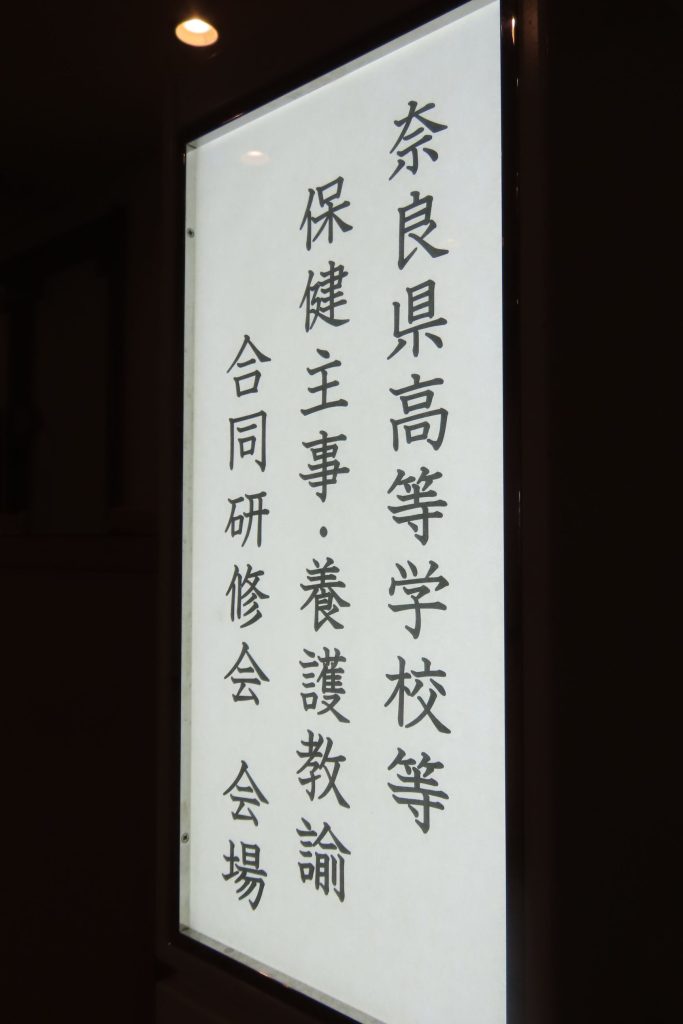 奈良県高等学校等
保健主事・養護教諭
合同研修会　会場